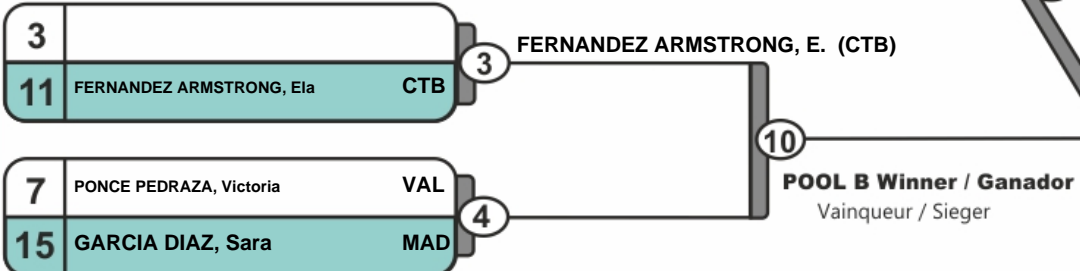 3
11 FERNANDEZ ARMSTRONG, Ela CTB
3
FERNANDEZ ARMSTRONG, E. (CTB)
7 PONCE PEDRAZA, Victoria VAL
15 GARCIA DIAZ, Sara MAD
4
10
POOL B Winner / Ganador
Vainqueur / Sieger